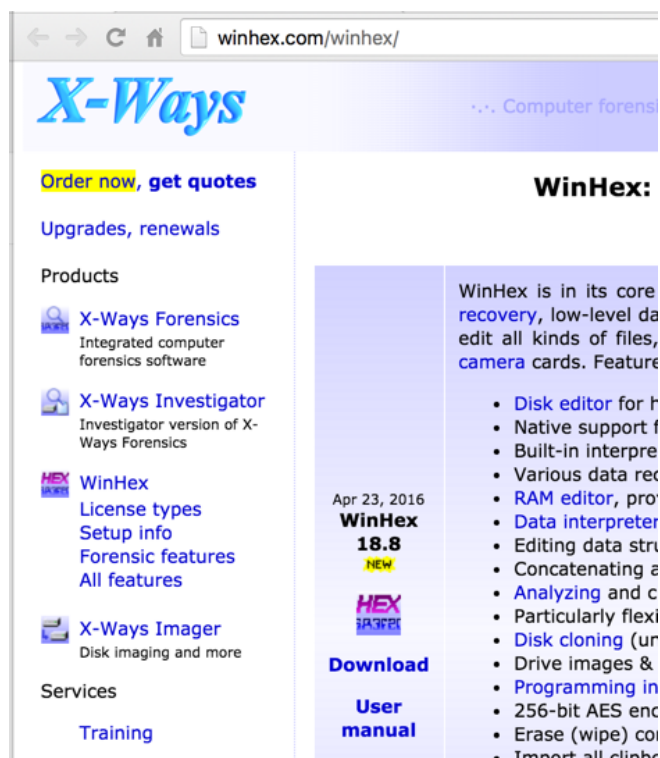 winhex.com/winhex/
X-Ways
Computer forensi
Order now, get quotes
Upgrades, renewals
Products
X-Ways Forensics
Integrated computer
forensics software
X-Ways Investigator
Investigator version of X-
Ways Forensics
WinHex
License types
Setup info
Forensic features
All features
X-Ways Imager
Disk imaging and more
Services
Training
WinHex:
Apr 23, 2016
WinHex
18.8
NEW
HEX
Download
User
manual
WinHex is in its core
recovery, low-level da
edit all kinds of files,
camera cards. Feature
• Disk editor for h
• Native support f
• Built-in interpre
• Various data rec
• RAM editor, prov
• Data interpreter
• Editing data stru
• Concatenating a
• Analyzing and c
• Particularly flexi
• Disk cloning (un
• Drive images &
• Programming in
• 256-bit AES enc
• Erase (wipe) con
• Import all clipbo